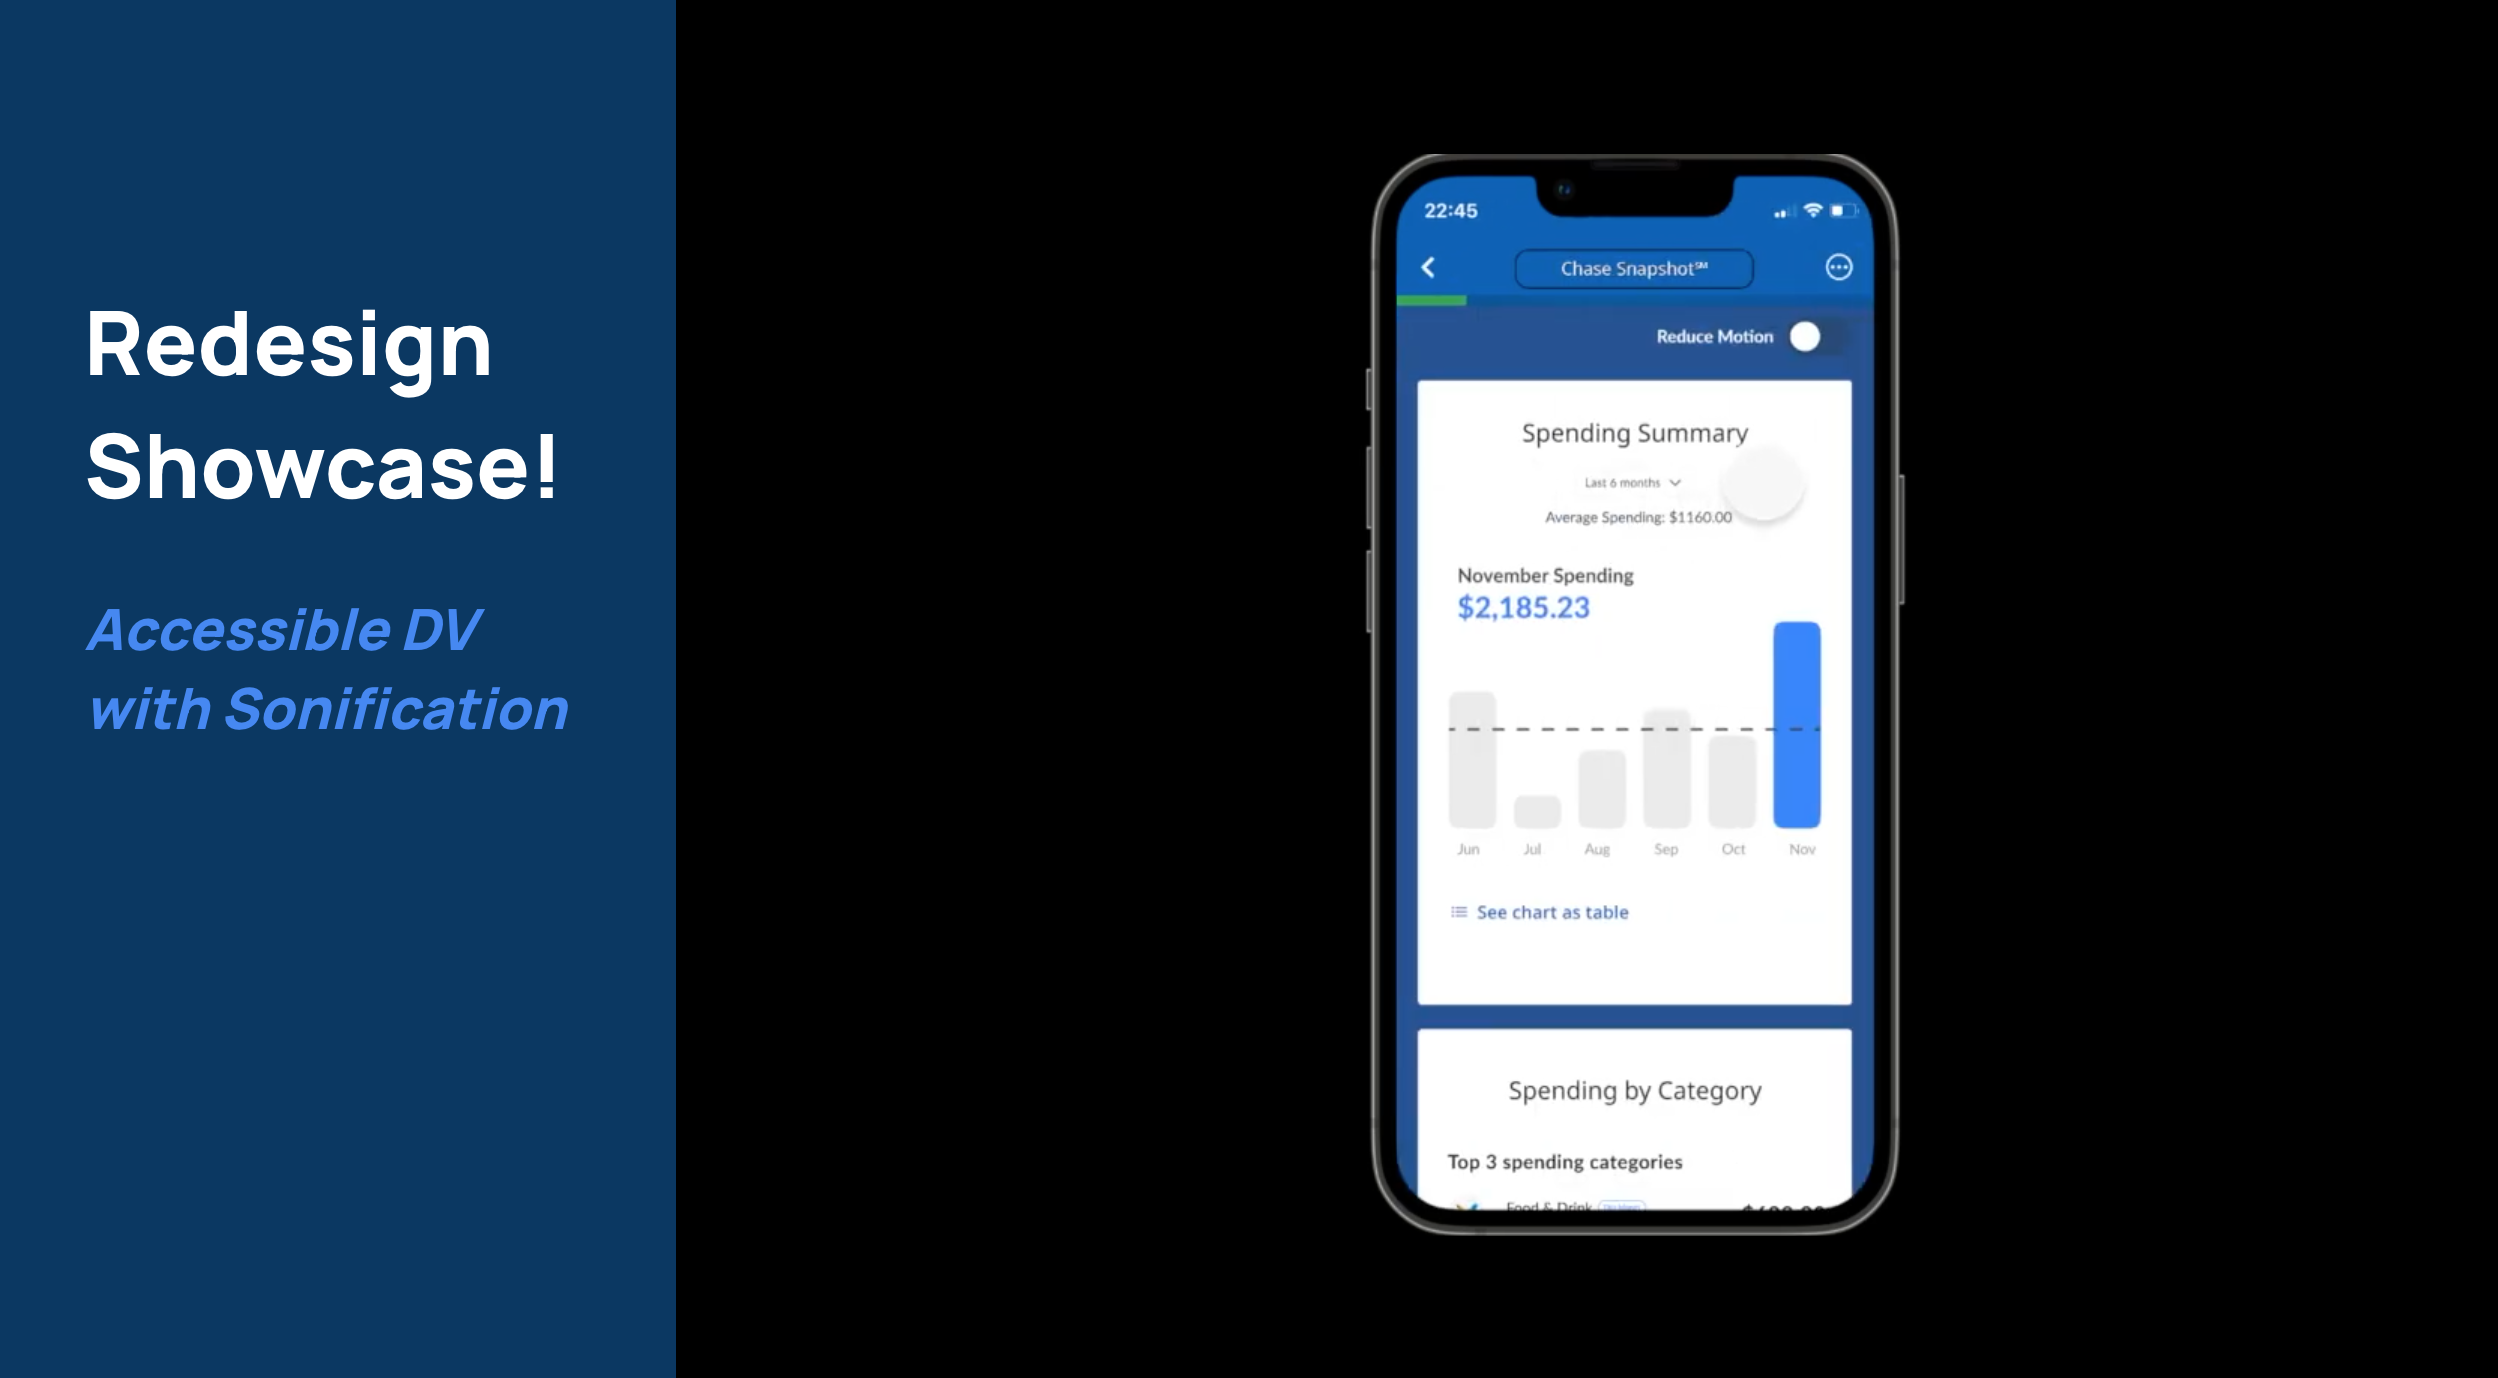 Redesign
Showcase!
Accessible DV
with Sonification
22:45
Chase Snapshot℠
Reduce Motion
Spending Summary
Last 6 months
Average Spending: $1160.00
November Spending
$2,185.23
Jun Jul Aug Sep Oct Nov
See chart as table
Spending by Category
Top 3 spending categories
Food & Drink